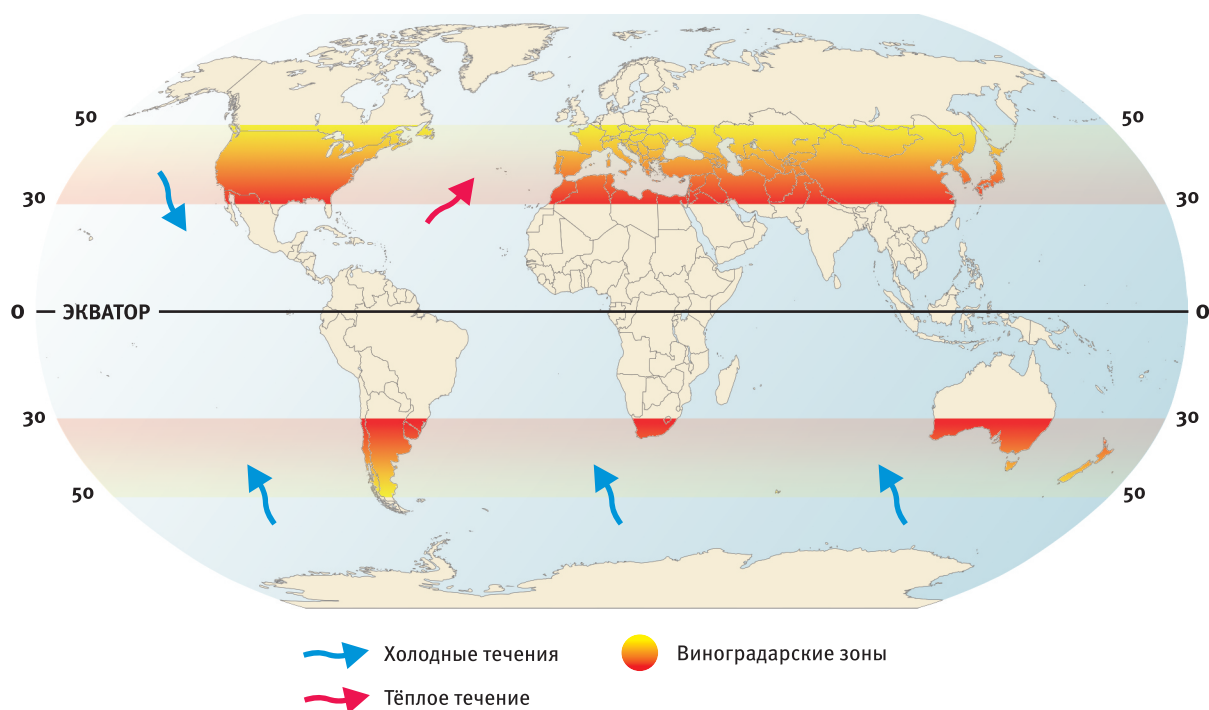 50 50
30 30
0 ЭКВАТОР 0
30 30
50 50
Холодные течения
Виноградарские зоны
Тёплое течение